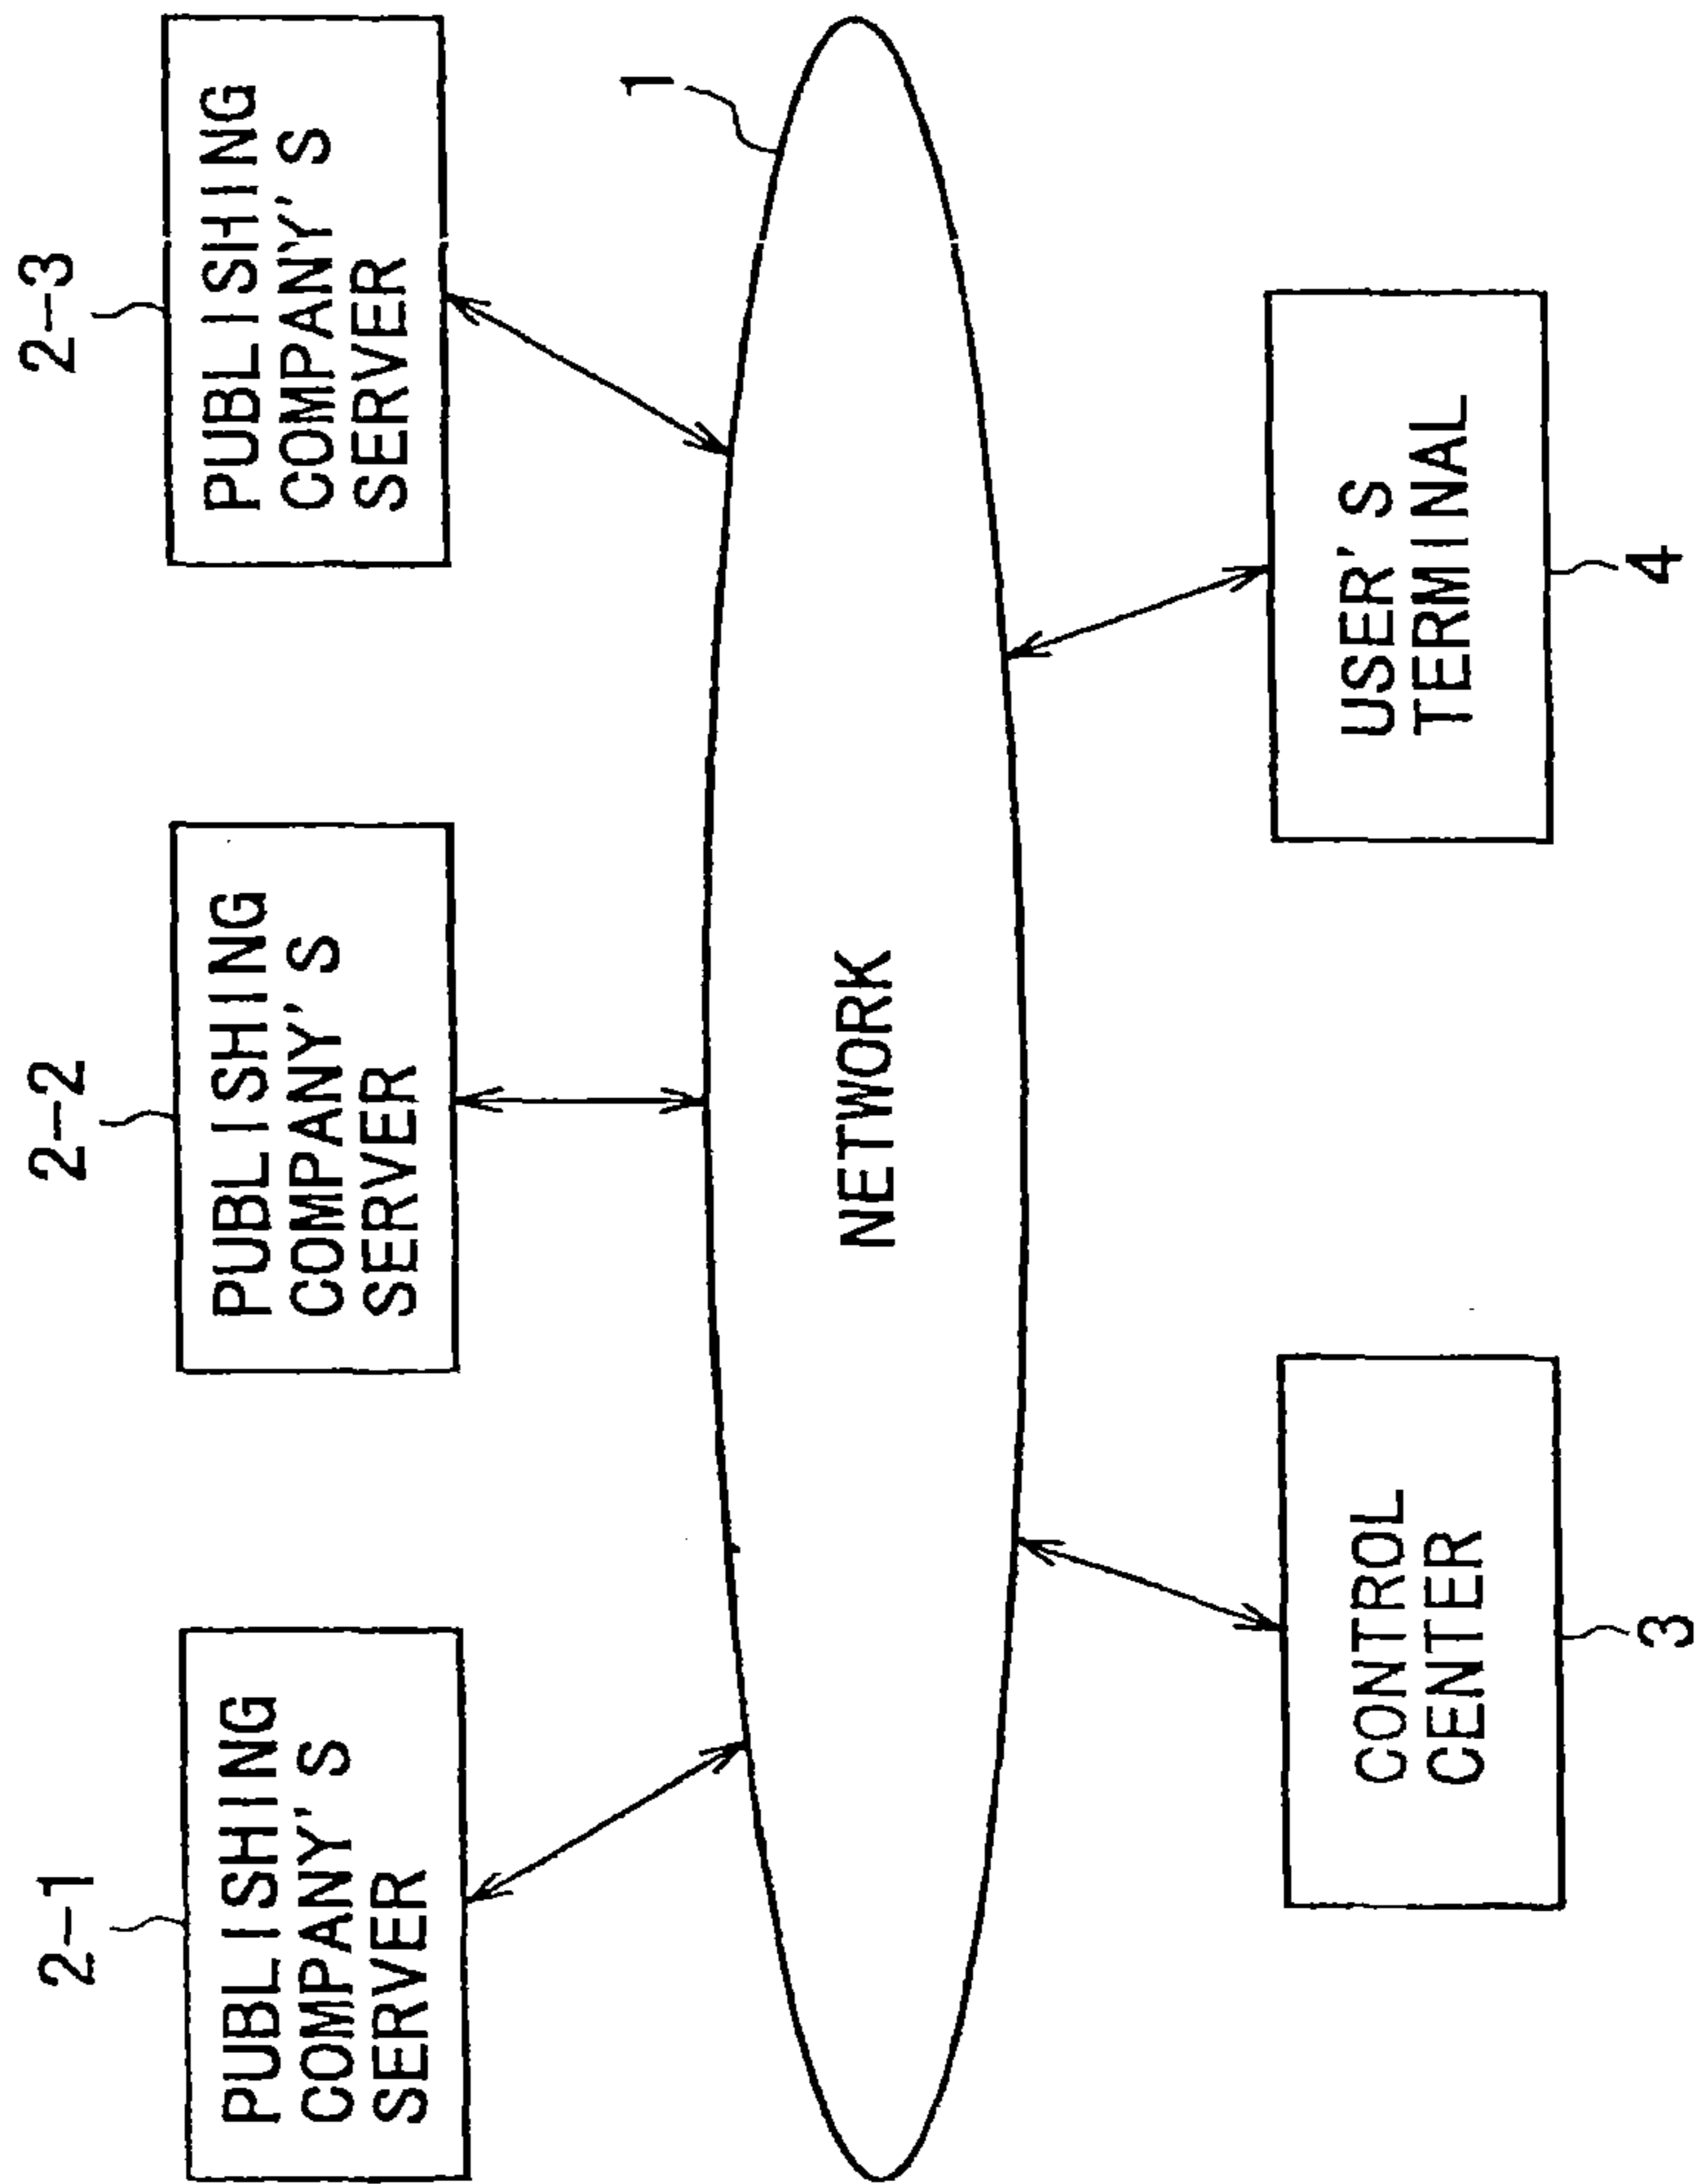 2-1
PUBLISHING
COMPANY'S
SERVER
2-2
PUBLISHING
COMPANY'S
SERVER
2-3
PUBLISHING
COMPANY'S
SERVER
1
NETWORK
CONTROL
CENTER
3
USER'S
TERMINAL
4